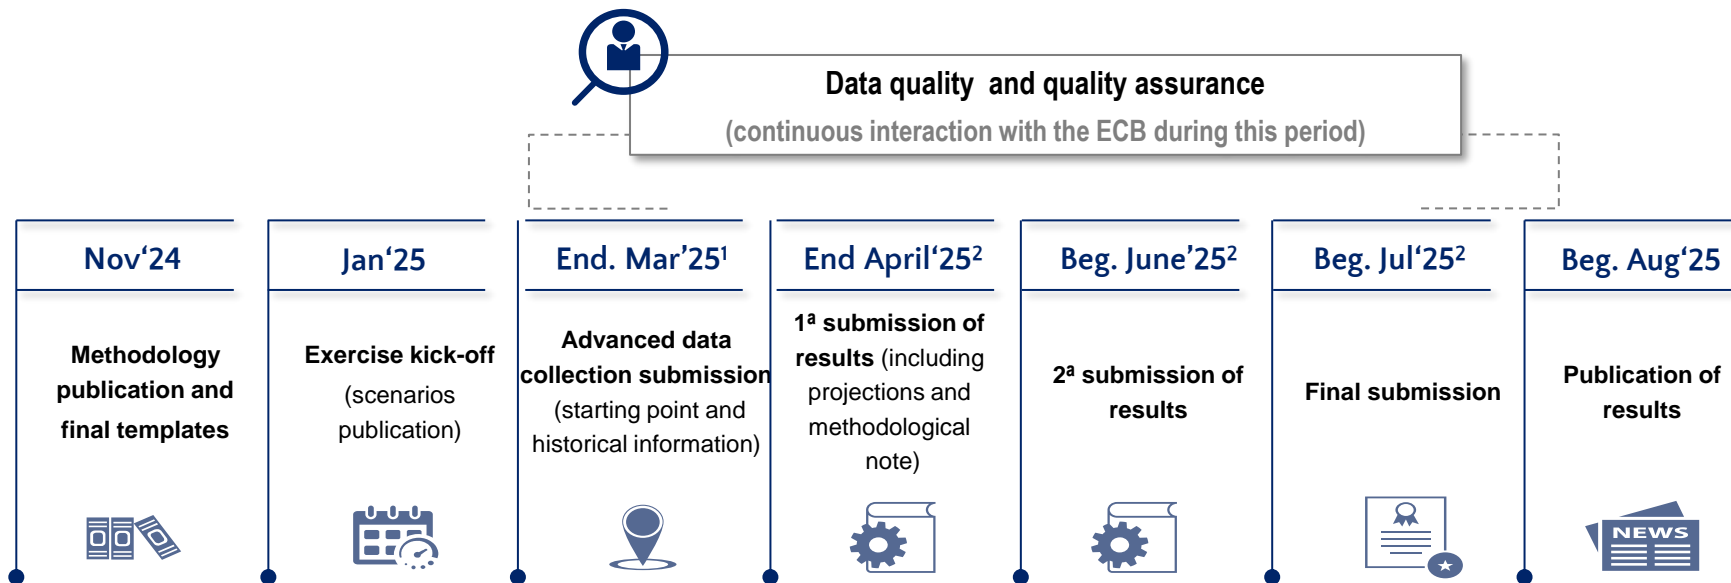 Data quality and quality assurance
(continuous interaction with the ECB during this period)
Nov‘24
Methodology
publication and
final templates
Jan‘25
Exercise kick-off
(scenarios
publication)
End. Mar’25¹
Advanced data
collection submission
(starting point and
historical information)
End April‘25²
1ª submission of
results (including
projections and
methodological
note)
Beg. June’25²
2ª submission of
results
Beg. Jul‘25²
Final submission
Beg. Aug‘25
Publication of
results
NEWS